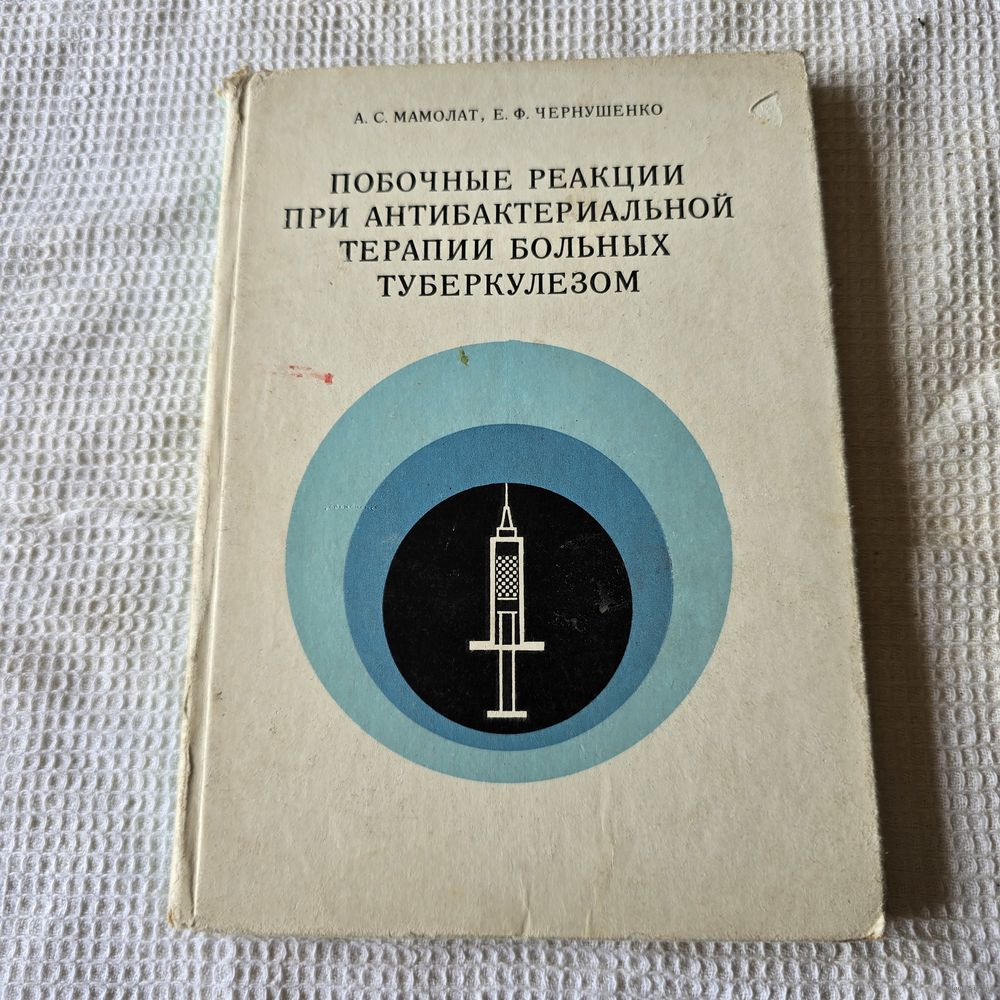 А. С. МАМОЛАТ, Е. Ф. ЧЕРНУШЕНКО
ПОБОЧНЫЕ РЕАКЦИИ
ПРИ АНТИБАКТЕРИАЛЬНОЙ
ТЕРАПИИ БОЛЬНЫХ
ТУБЕРКУЛЕЗОМ